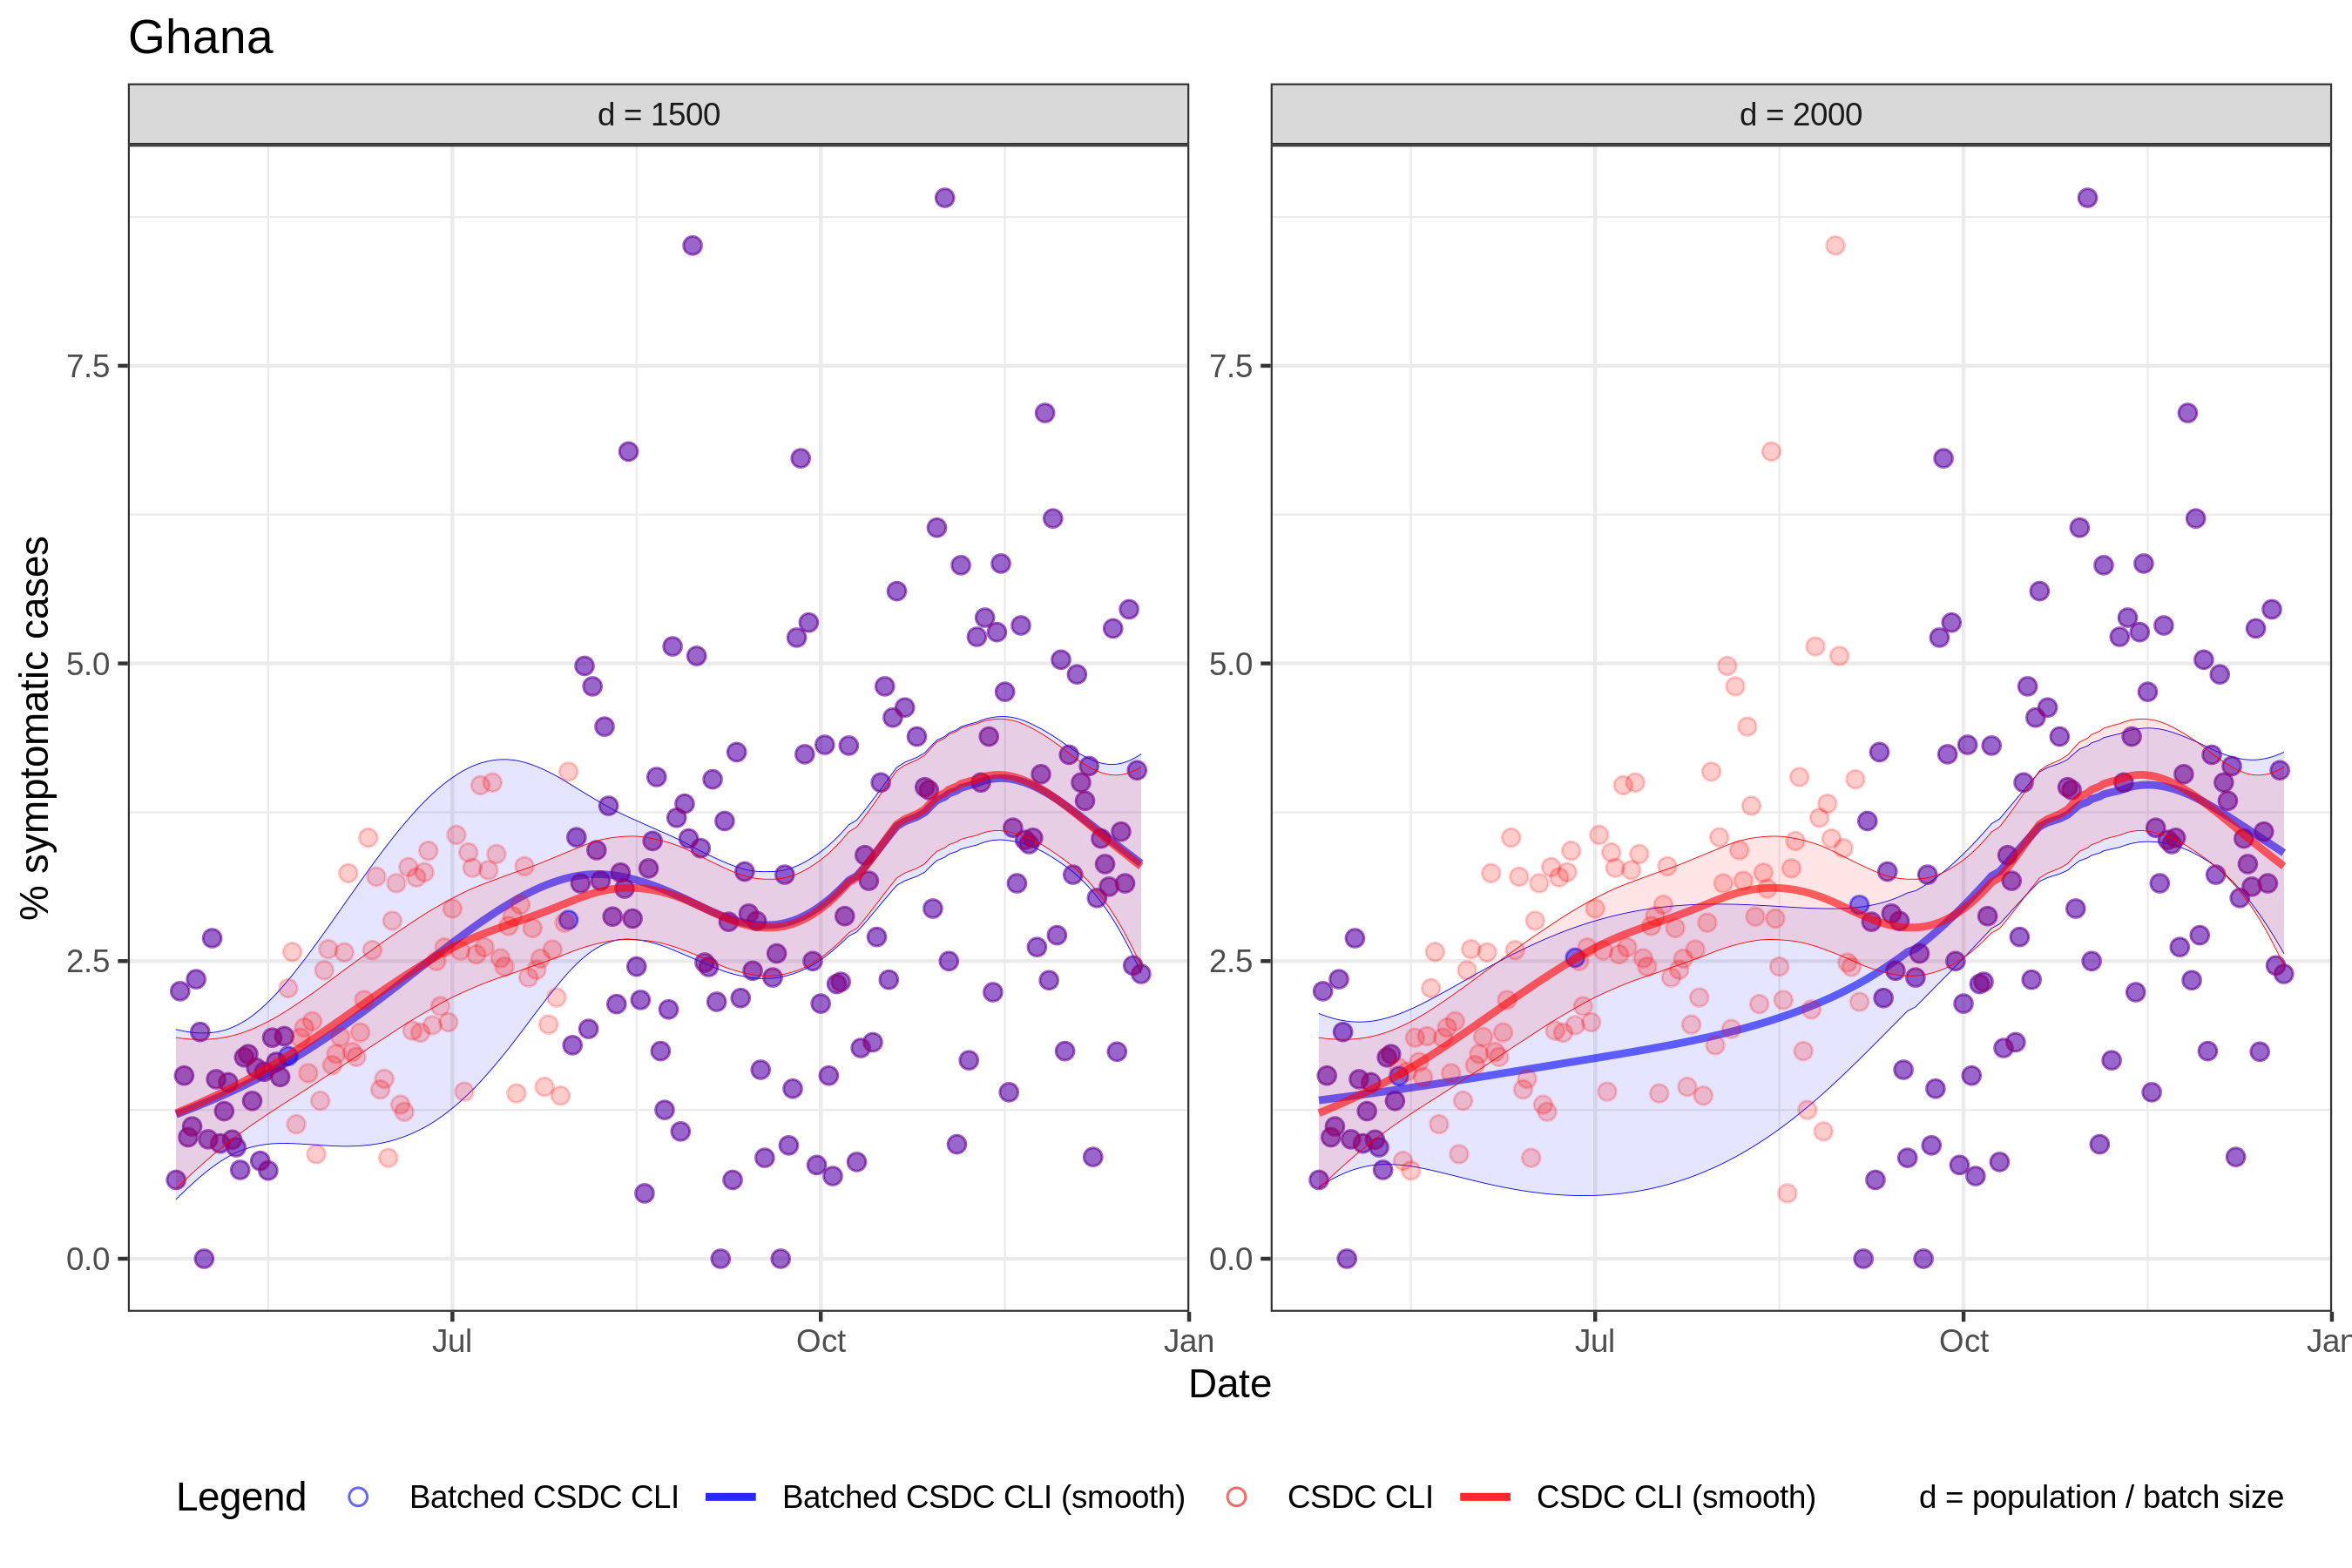 Ghana
d = 1500
d = 2000
% symptomatic cases
7.5
5.0
2.5
0.0
7.5
5.0
2.5
0.0
Jul
Oct
Jan
Jul
Oct
Jan
Date
Legend
Batched CSDC CLI
Batched CSDC CLI (smooth)
CSDC CLI
CSDC CLI (smooth)
d = population / batch size